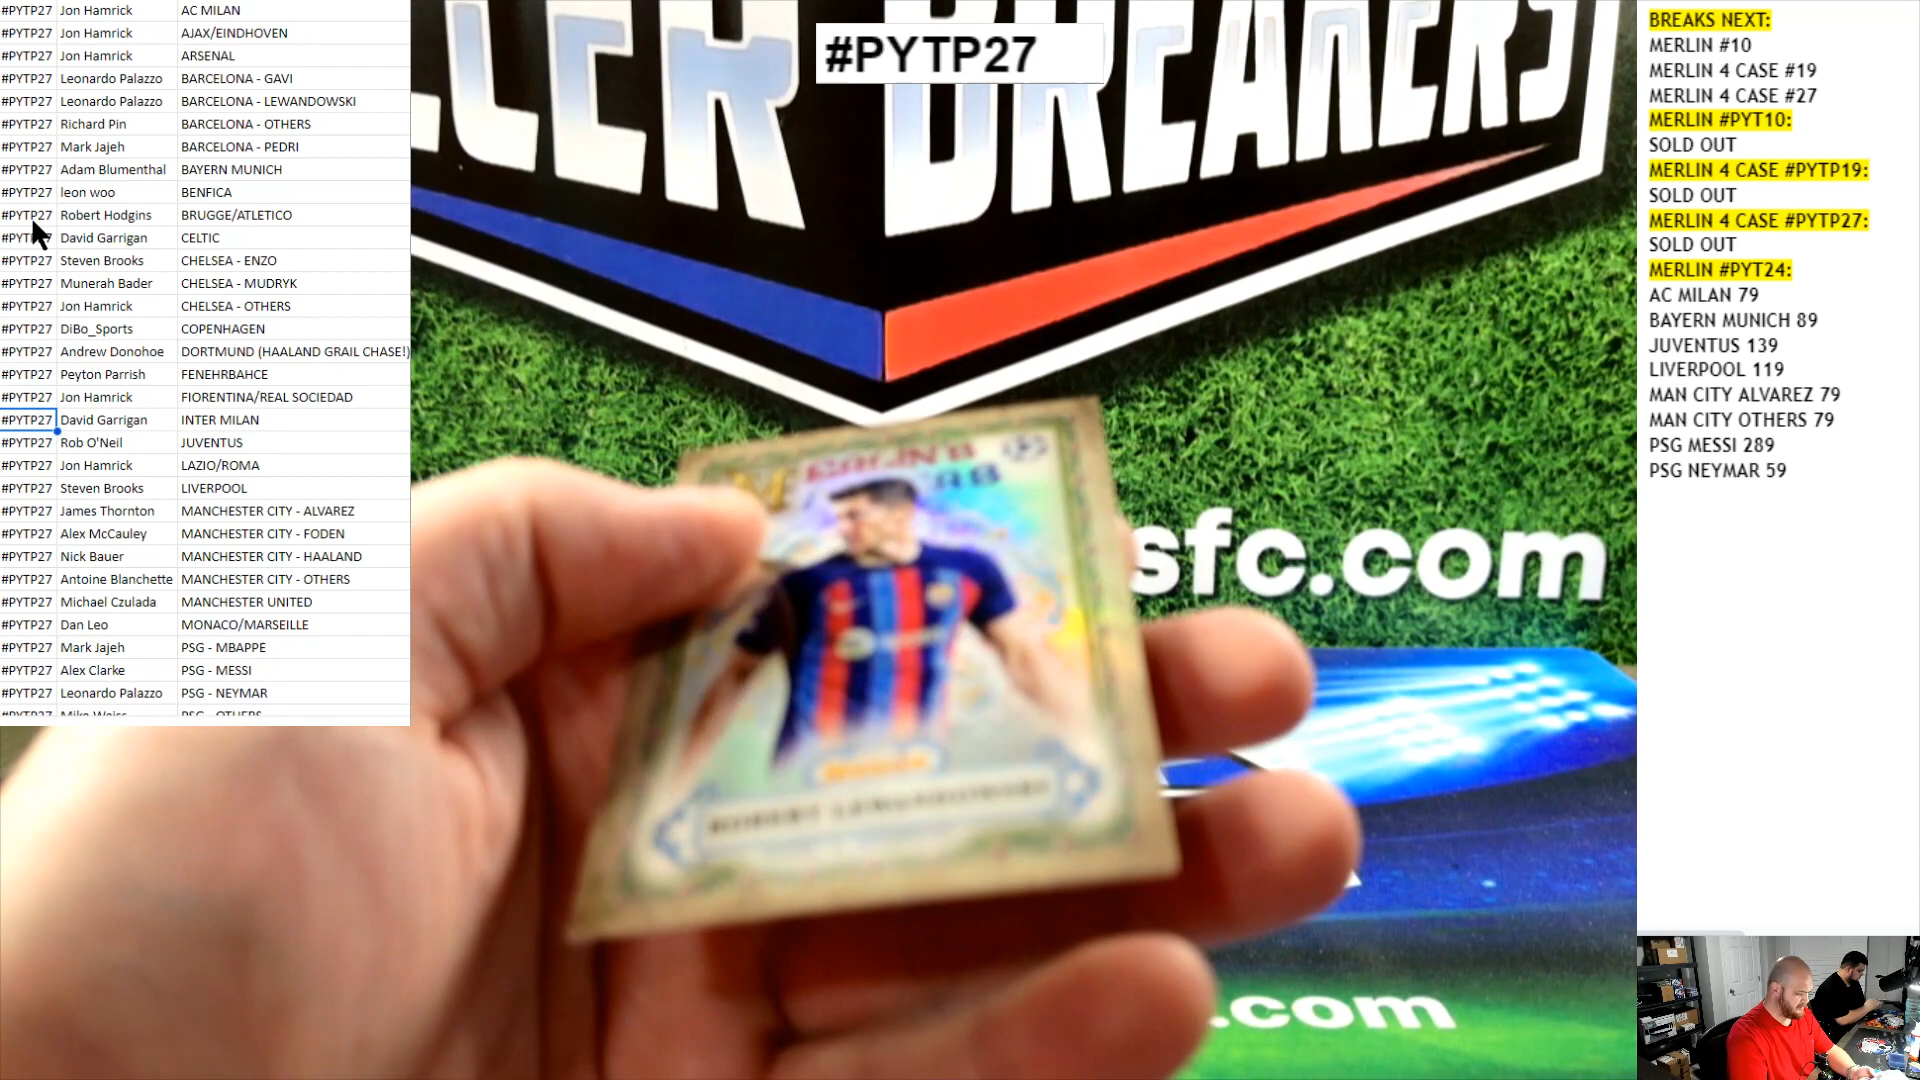 #PYTP27 Jon Hamrick AC MILAN
#PYTP27 Jon Hamrick AJAX/EINDHOVEN
#PYTP27 Jon Hamrick ARSENAL
#PYTP27 Leonardo Palazzo BARCELONA - GAVI
#PYTP27 Leonardo Palazzo BARCELONA - LEWANDOWSKI
#PYTP27 Richard Pin BARCELONA - OTHERS
#PYTP27 Mark Jajeh BARCELONA - PEDRI
#PYTP27 Adam Blumenthal BAYERN MUNICH
#PYTP27 leon woo BENFICA
#PYTP27 Robert Hodgins BRUGGE/ATLETICO
#PYTP27 David Garrigan CELTIC
#PYTP27 Steven Brooks CHELSEA - ENZO
#PYTP27 Munerah Bader CHELSEA - MUDRYK
#PYTP27 Jon Hamrick CHELSEA - OTHERS
#PYTP27 DiBo_Sports COPENHAGEN
#PYTP27 Andrew Donohoe DORTMUND (HAALAND GRAIL CHASE!)
#PYTP27 Peyton Parrish FENEHRBAHCE
#PYTP27 Jon Hamrick FIORENTINA/REAL SOCIEDAD
#PYTP27 David Garrigan INTER MILAN
#PYTP27 Rob O'Neil JUVENTUS
#PYTP27 Jon Hamrick LAZIO/ROMA
#PYTP27 Steven Brooks LIVERPOOL
#PYTP27 James Thornton MANCHESTER CITY - ALVAREZ
#PYTP27 Alex McCauley MANCHESTER CITY - FODEN
#PYTP27 Nick Bauer MANCHESTER CITY - HAALAND
#PYTP27 Antoine Blanchette MANCHESTER CITY - OTHERS
#PYTP27 Michael Czulada MANCHESTER UNITED
#PYTP27 Dan Leo MONACO/MARSEILLE
#PYTP27 Mark Jajeh PSG - MBAPPE
#PYTP27 Alex Clarke PSG - MESSI
#PYTP27 Leonardo Palazzo PSG - NEYMAR
#PYTP27 Mike Weiss PSG - OTHERS
#PYTP27
CCER BREAKERS
sfc.com
ROBERT LEWANDOWSKI
.com
BREAKS NEXT:
MERLIN #10
MERLIN 4 CASE #19
MERLIN 4 CASE #27
MERLIN #PYT10:
SOLD OUT
MERLIN 4 CASE #PYTP19:
SOLD OUT
MERLIN 4 CASE #PYTP27:
SOLD OUT
MERLIN #PYT24:
AC MILAN 79
BAYERN MUNICH 89
JUVENTUS 139
LIVERPOOL 119
MAN CITY ALVAREZ 79
MAN CITY OTHERS 79
PSG MESSI 289
PSG NEYMAR 59